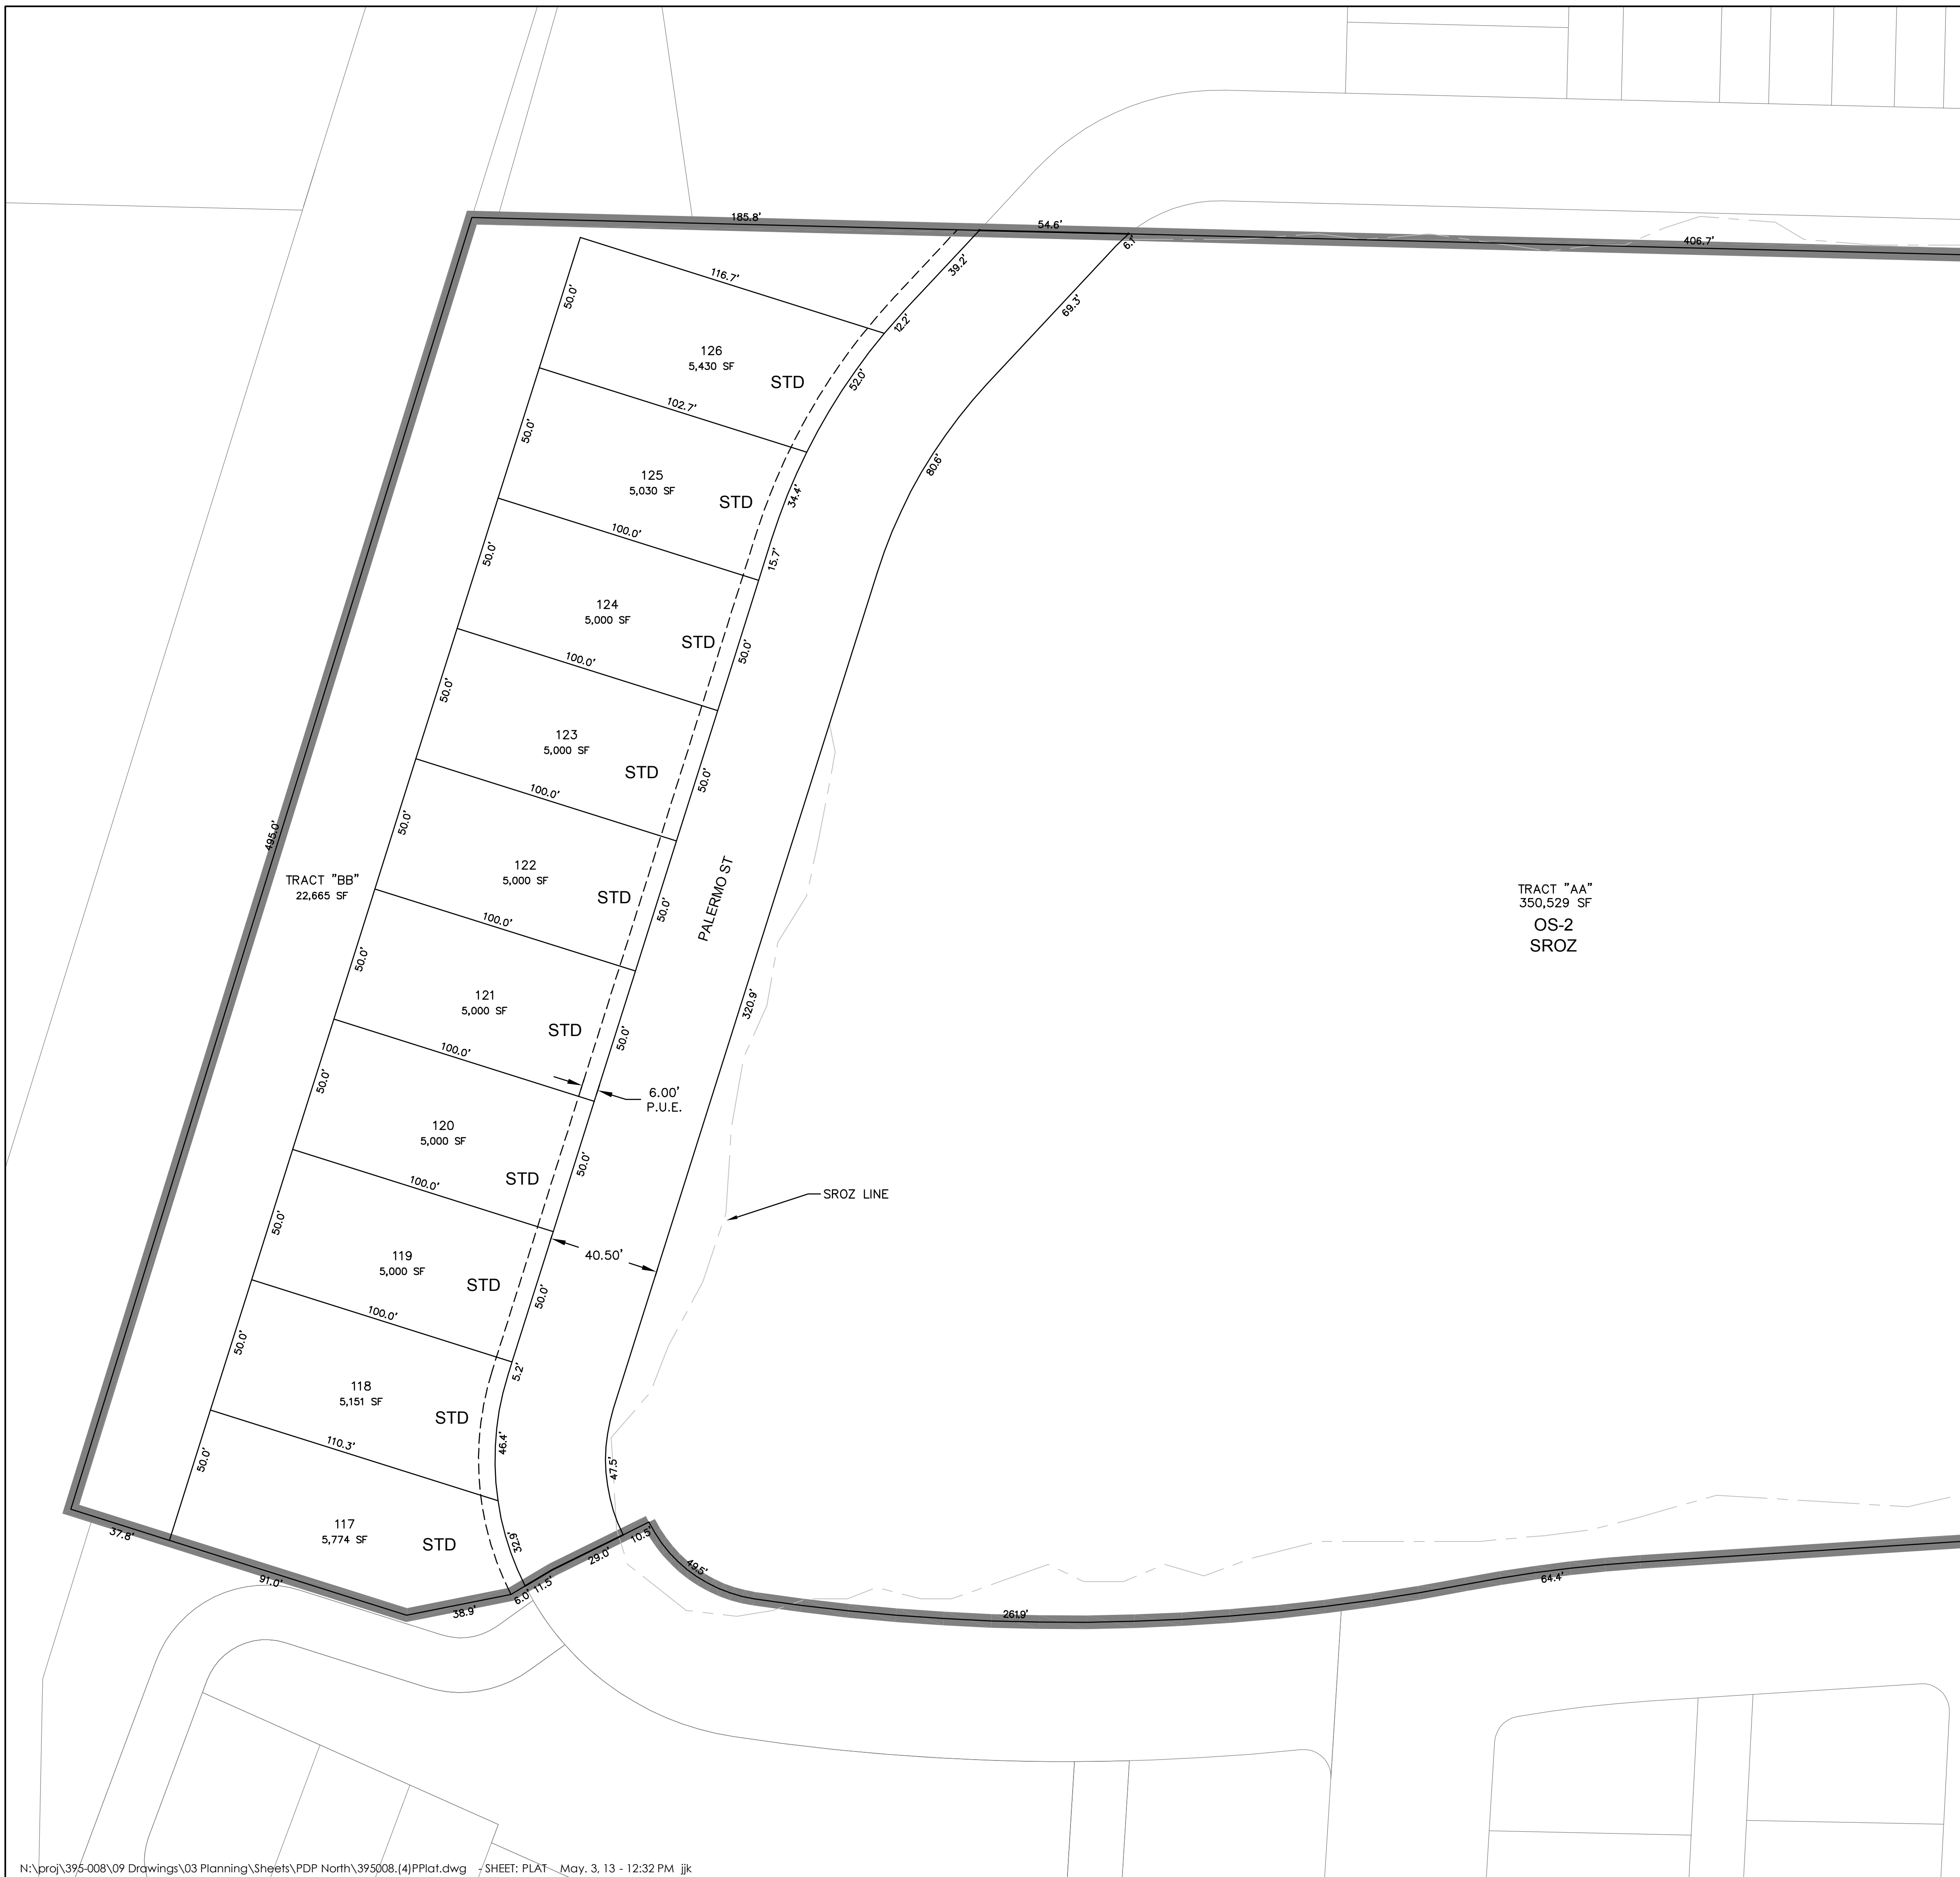 185.8'
54.6'
6.7'
406.7'
39.2'
116.7'
12.2'
69.3'
50.0'
126
5,430 SF
STD
52.0'
102.7'
50.0'
80.6'
125
5,030 SF
STD
34.4'
100.0'
50.0'
15.7'
124
5,000 SF
STD
50.0'
100.0'
50.0'
123
5,000 SF
STD
50.0'
100.0'
50.0'
495.0'
TRACT "BB"
22,665 SF
122
5,000 SF
STD
50.0'
PALERMO ST
TRACT "AA"
350,529 SF
OS-2
SROZ
100.0'
50.0'
121
5,000 SF
STD
50.0'
320.9'
100.0'
50.0'
6.00'
P.U.E.
120
5,000 SF
STD
50.0'
100.0'
50.0'
SROZ LINE
40.50'
119
5,000 SF
STD
50.0'
100.0'
50.0'
5.2'
118
5,151 SF
STD
46.4'
110.3'
50.0'
47.5'
117
5,774 SF
STD
32.9'
37.8'
10.5'
29.0'
49.5'
91.0'
11.5'
6.0'
38.9'
64.4'
261.9'
N:\proj\395-008\09 Drawings\03 Planning\Sheets\PDP North\395008.(4)PPlat.dwg - SHEET: PLAT May. 3, 13 - 12:32 PM jjk